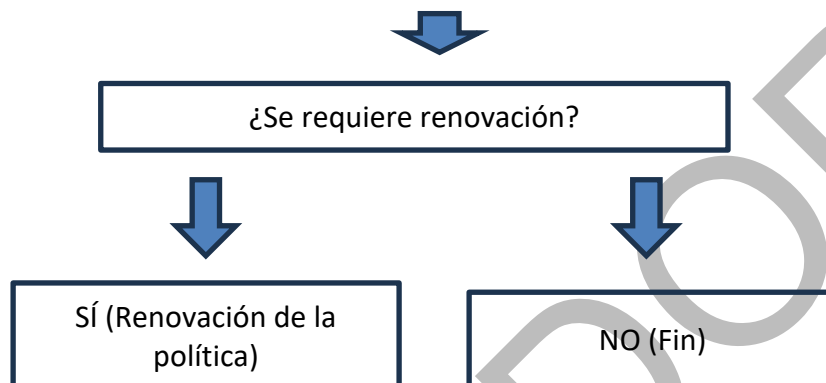 ¿Se requiere renovación?
SÍ (Renovación de la
política)
NO (Fin)